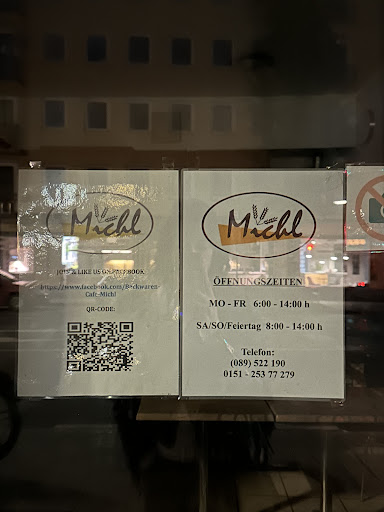 Michl
JOIN & LIKE US ON FACEBOOK
https://www.facebook.com/Backwaren-
Cafe-Michl
QR-CODE:
Michl
ÖFFNUNGSZEITEN
MO - FR 6:00 - 14:00 h
SA/SO/Feiertag 8:00 - 14:00 h
Telefon:
(089) 522 190
0151 - 253 77 279